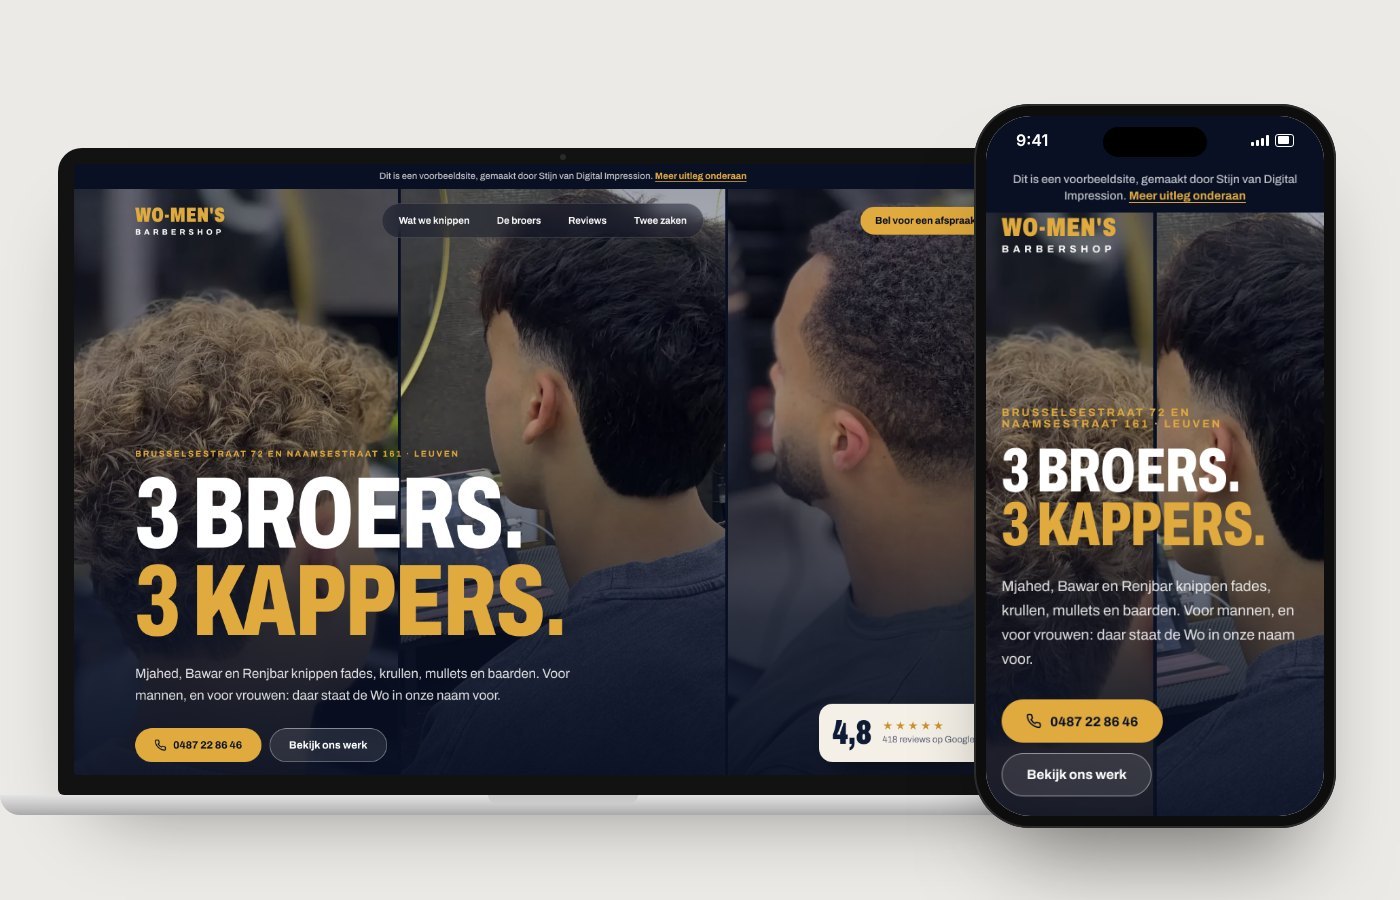 Dit is een voorbeeldsite, gemaakt door Stijn van Digital Impression. Meer uitleg onderaan
WO-MEN'S
BARBERSHOP
Wat we knippen
De broers
Reviews
Twee zaken
Bel voor een afspraak
BRUSSELSESTRAAT 72 EN NAAMSESTRAAT 161 · LEUVEN
3 BROERS.
3 KAPPERS.
Mjahed, Bawar en Renjbar knippen fades, krullen, mullets en baarden. Voor
mannen, en voor vrouwen: daar staat de Wo in onze naam voor.
0487 22 86 46
Bekijk ons werk
4,8
★★★★★
418 reviews op Google
9:41
Dit is een voorbeeldsite, gemaakt door Stijn van Digital
Impression. Meer uitleg onderaan
WO-MEN'S
BARBERSHOP
BRUSSELSESTRAAT 72 EN
NAAMSESTRAAT 161 · LEUVEN
3 BROERS.
3 KAPPERS.
Mjahed, Bawar en Renjbar knippen fades,
krullen, mullets en baarden. Voor mannen, en
voor vrouwen: daar staat de Wo in onze naam
voor.
0487 22 86 46
Bekijk ons werk